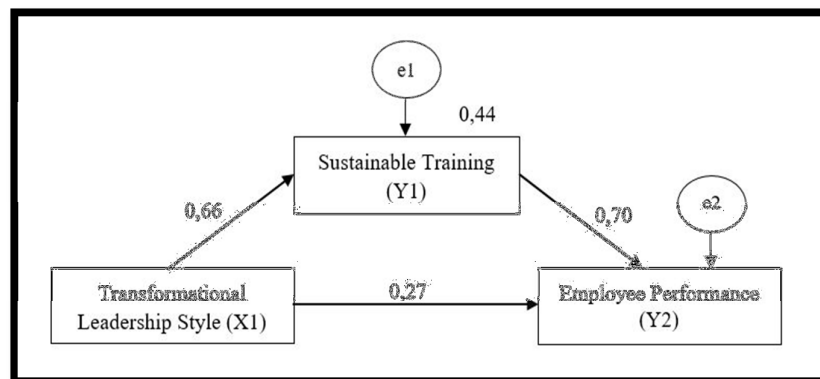 e1
0,44
Sustainable Training
(Y1)
0,66
0,70
e2
Transformational
Leadership Style (X1)
0,27
Employee Performance
(Y2)